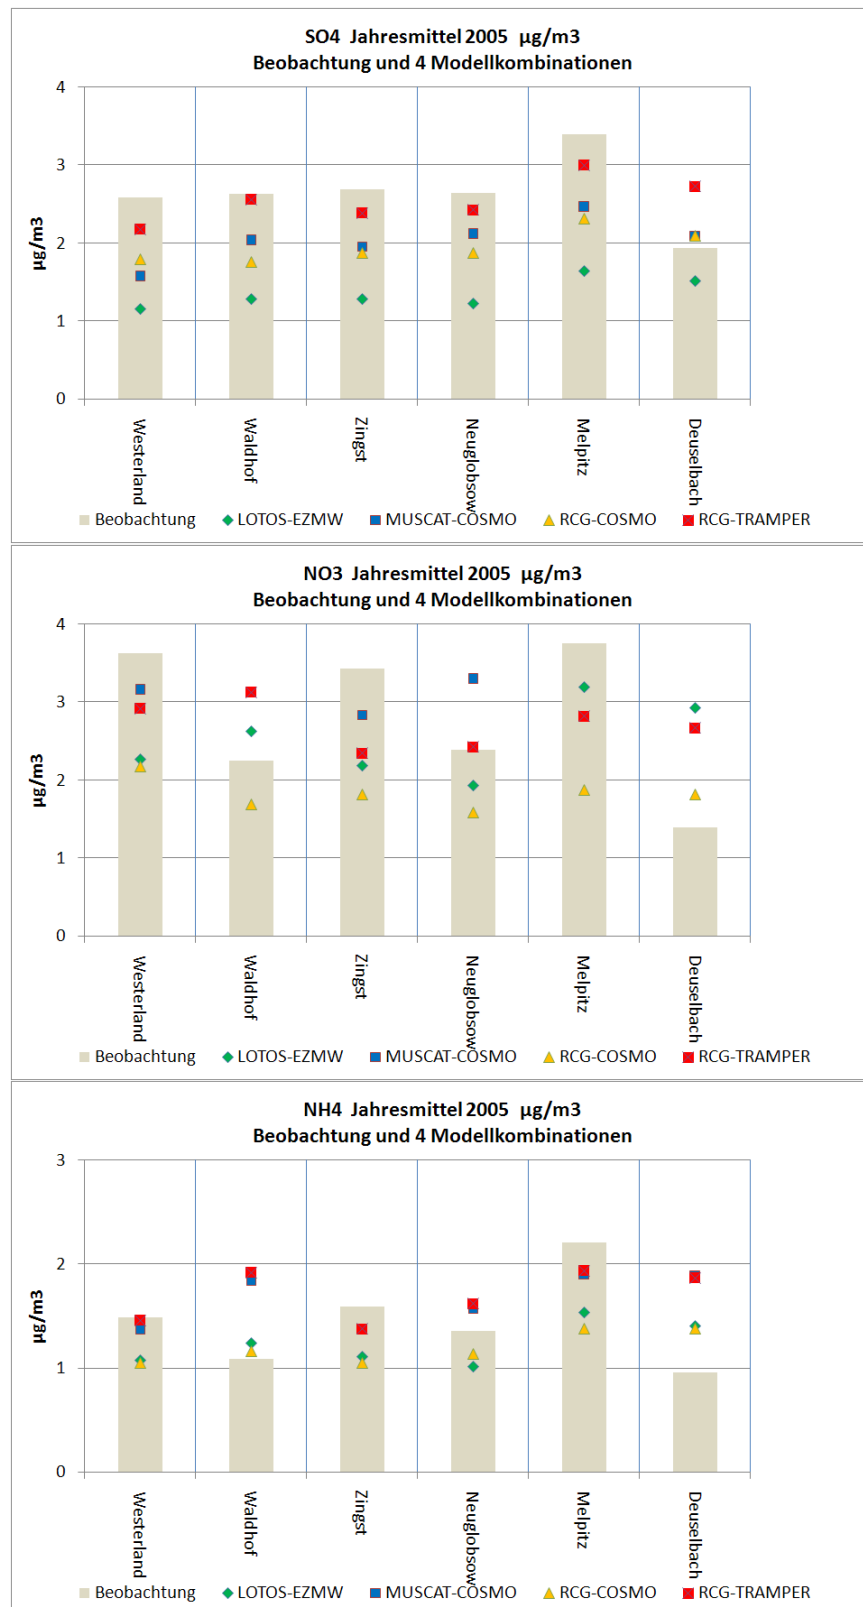 SO4 Jahresmittel 2005 µg/m3
Beobachtung und 4 Modellkombinationen
4
3
2
1
0
µg/m3
Westerland
Waldhof
Zingst
Neuglobsow
Melpitz
Deuselbach
Beobachtung LOTOS-EZMW MUSCAT-COSMO RCG-COSMO RCG-TRAMPER
NO3 Jahresmittel 2005 µg/m3
Beobachtung und 4 Modellkombinationen
4
3
2
1
0
µg/m3
Westerland
Waldhof
Zingst
Neuglobsow
Melpitz
Deuselbach
Beobachtung LOTOS-EZMW MUSCAT-COSMO RCG-COSMO RCG-TRAMPER
NH4 Jahresmittel 2005 µg/m3
Beobachtung und 4 Modellkombinationen
3
2
1
0
µg/m3
Westerland
Waldhof
Zingst
Neuglobsow
Melpitz
Deuselbach
Beobachtung LOTOS-EZMW MUSCAT-COSMO RCG-COSMO RCG-TRAMPER